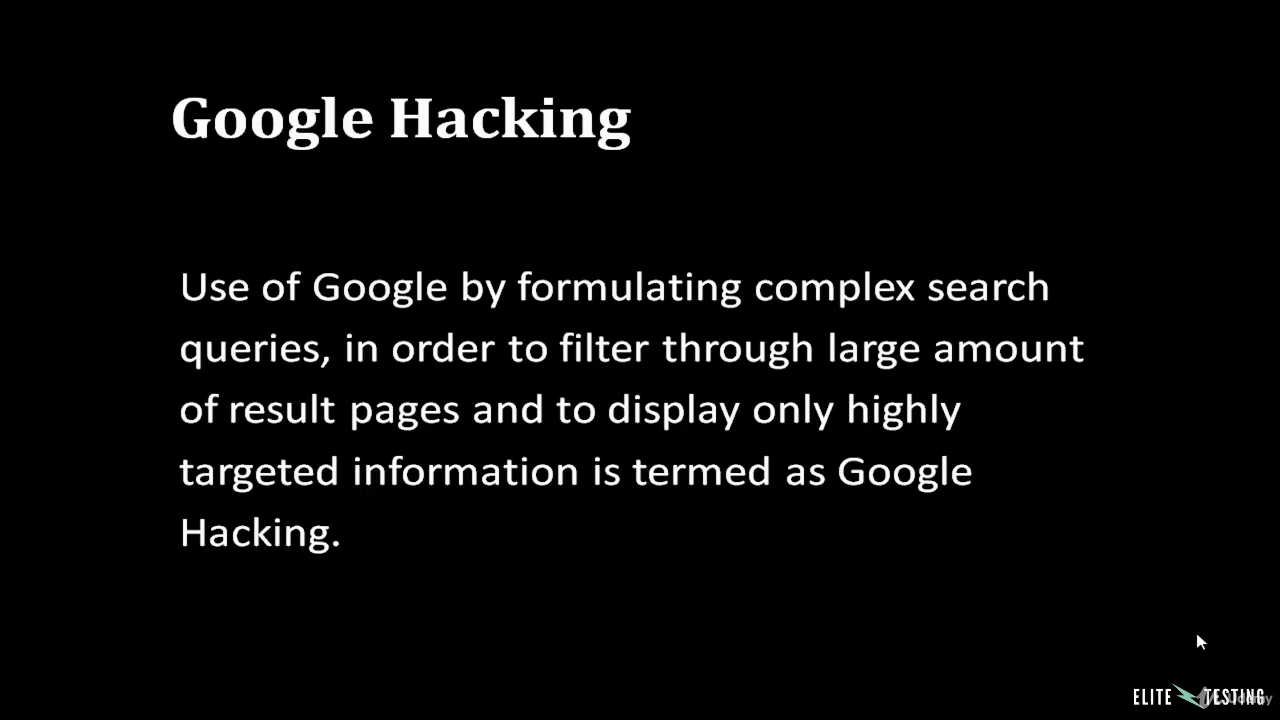 Google Hacking
Use of Google by formulating complex search
queries, in order to filter through large amount
of result pages and to display only highly
targeted information is termed as Google
Hacking.
ELITE TESTING